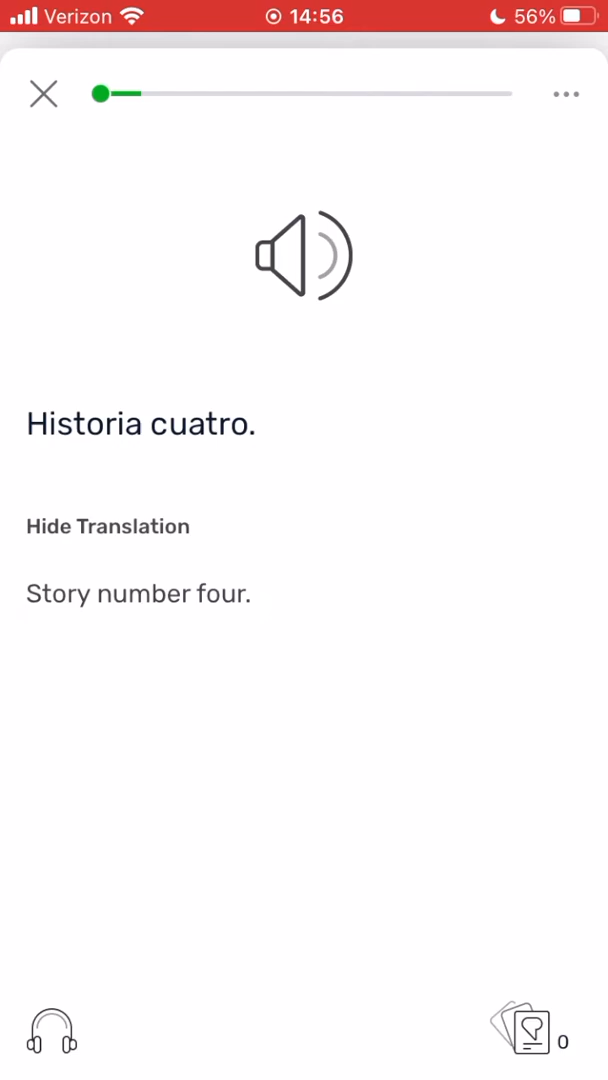 Verizon 14:56 56%
Historia cuatro.
Hide Translation
Story number four.
0